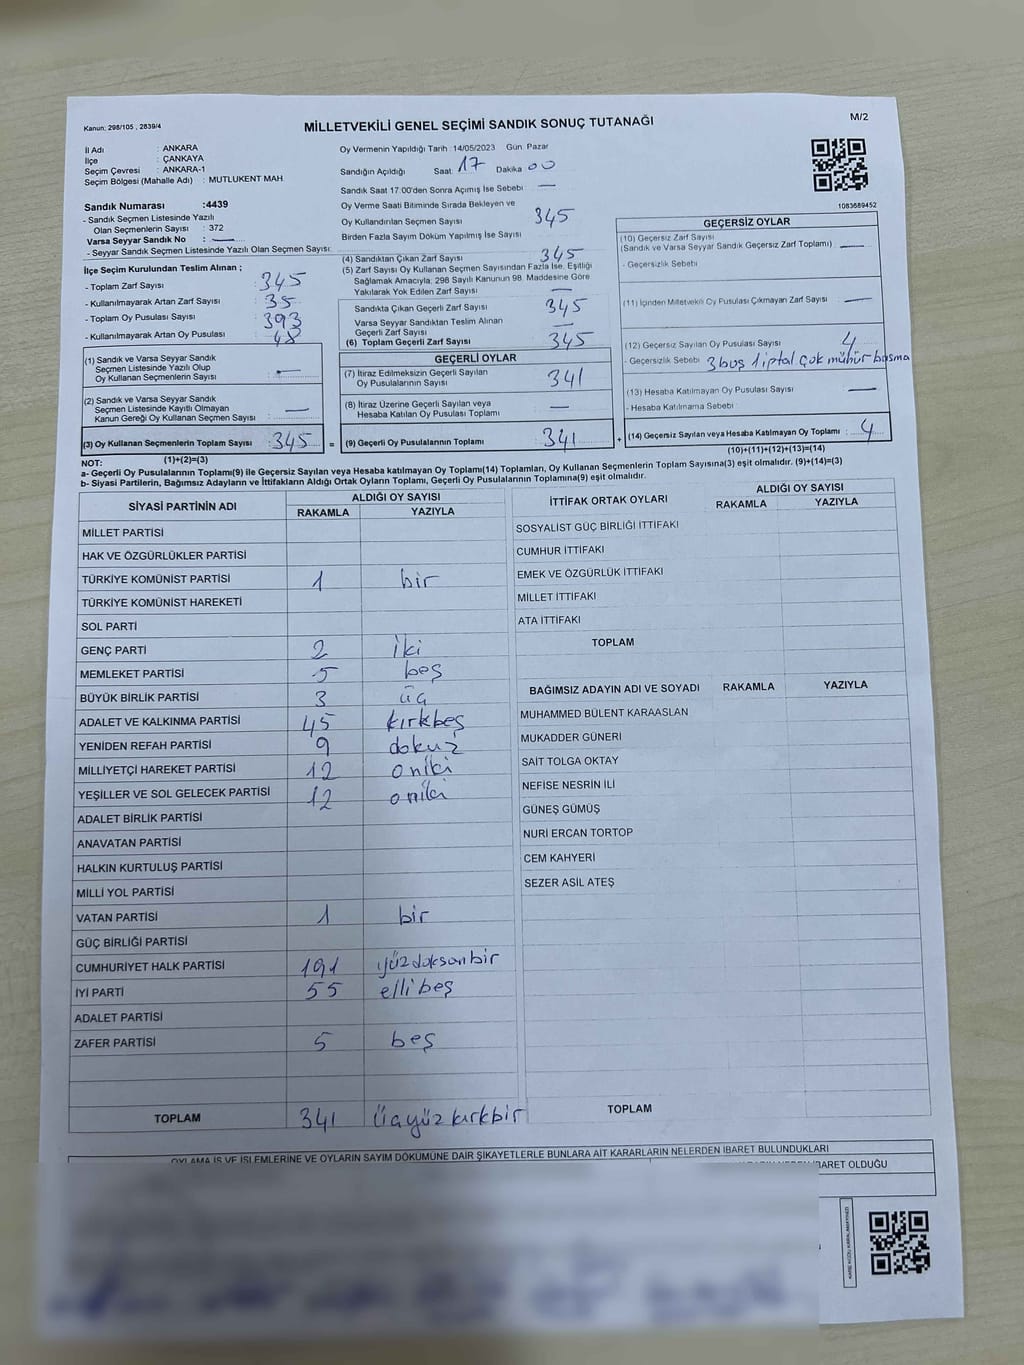 Kanun; 298/105 , 2839/4
MİLLETVEKİLİ GENEL SEÇİMİ SANDIK SONUÇ TUTANAĞI
M/2
İl Adı : ANKARA
İlçe : ÇANKAYA
Seçim Çevresi : ANKARA-1
Seçim Bölgesi (Mahalle Adı) : MUTLUKENT MAH.
Oy Vermenin Yapıldığı Tarih : 14/05/2023 Gün: Pazar
Sandığın Açıldığı Saat: 17 Dakika 00
Sandık Saat 17:00'den Sonra Açılmış İse Sebebi —
Oy Verme Saati Bitiminde Sırada Bekleyen ve
Oy Kullandırılan Seçmen Sayısı 345
Birden Fazla Sayım Döküm Yapılmış İse Sayısı
1083689452
Sandık Numarası :4439
- Sandık Seçmen Listesinde Yazılı
Olan Seçmenlerin Sayısı : 372
Varsa Seyyar Sandık No : —
- Seyyar Sandık Seçmen Listesinde Yazılı Olan Seçmen Sayısı:
İlçe Seçim Kurulundan Teslim Alınan ;
- Toplam Zarf Sayısı : 345
- Kullanılmayarak Artan Zarf Sayısı : 35
- Toplam Oy Pusulası Sayısı : 393
- Kullanılmayarak Artan Oy Pusulası : 48
(1) Sandık ve Varsa Seyyar Sandık
Seçmen Listesinde Yazılı Olup
Oy Kullanan Seçmenlerin Sayısı : —
(2) Sandık ve Varsa Seyyar Sandık
Seçmen Listesinde Kayıtlı Olmayan
Kanun Gereği Oy Kullanan Seçmen Sayısı : —
(3) Oy Kullanan Seçmenlerin Toplam Sayısı : 345
(1)+(2)=(3)
(4) Sandıktan Çıkan Zarf Sayısı 345
(5) Zarf Sayısı Oy Kullanan Seçmen Sayısından Fazla İse, Eşitliği
Sağlamak Amacıyla; 298 Sayılı Kanunun 98. Maddesine Göre
Yakılarak Yok Edilen Zarf Sayısı —
Sandıkta Çıkan Geçerli Zarf Sayısı 345
Varsa Seyyar Sandıktan Teslim Alınan
Geçerli Zarf Sayısı —
(6) Toplam Geçerli Zarf Sayısı 345
GEÇERLİ OYLAR
(7) İtiraz Edilmeksizin Geçerli Sayılan
Oy Pusulalarının Sayısı 341
(8) İtiraz Üzerine Geçerli Sayılan veya
Hesaba Katılan Oy Pusulası Toplamı —
= (9) Geçerli Oy Pusulalarının Toplamı 341
GEÇERSİZ OYLAR
(10) Geçersiz Zarf Sayısı
(Sandık ve Varsa Seyyar Sandık Geçersiz Zarf Toplamı) —
- Geçersizlik Sebebi
(11) İçinden Milletvekili Oy Pusulası Çıkmayan Zarf Sayısı —
(12) Geçersiz Sayılan Oy Pusulası Sayısı 4
- Geçersizlik Sebebi 3 boş 1 iptal çok mühür basma
(13) Hesaba Katılmayan Oy Pusulası Sayısı —
- Hesaba Katılmama Sebebi
+ (14) Geçersiz Sayılan veya Hesaba Katılmayan Oy Toplamı : 4
(10)+(11)+(12)+(13)=(14)
NOT:
a- Geçerli Oy Pusulalarının Toplamı(9) ile Geçersiz Sayılan veya Hesaba katılmayan Oy Toplamı(14) Toplamları, Oy Kullanan Seçmenlerin Toplam Sayısına(3) eşit olmalıdır. (9)+(14)=(3)
b- Siyasi Partilerin, Bağımsız Adayların ve İttifakların Aldığı Ortak Oyların Toplamı, Geçerli Oy Pusulalarının Toplamına(9) eşit olmalıdır.
SİYASİ PARTİNİN ADI ALDIĞI OY SAYISI
RAKAMLA YAZIYLA
MİLLET PARTİSİ
HAK VE ÖZGÜRLÜKLER PARTİSİ
TÜRKİYE KOMÜNİST PARTİSİ 1 bir
TÜRKİYE KOMÜNİST HAREKETİ
SOL PARTİ
GENÇ PARTİ 2 iki
MEMLEKET PARTİSİ 5 beş
BÜYÜK BİRLİK PARTİSİ 3 üç
ADALET VE KALKINMA PARTİSİ 45 kırkbeş
YENİDEN REFAH PARTİSİ 9 dokuz
MİLLİYETÇİ HAREKET PARTİSİ 12 oniki
YEŞİLLER VE SOL GELECEK PARTİSİ 12 oniki
ADALET BİRLİK PARTİSİ
ANAVATAN PARTİSİ
HALKIN KURTULUŞ PARTİSİ
MİLLİ YOL PARTİSİ
VATAN PARTİSİ 1 bir
GÜÇ BİRLİĞİ PARTİSİ
CUMHURİYET HALK PARTİSİ 191 yüzdoksanbir
İYİ PARTİ 55 ellibeş
ADALET PARTİSİ
ZAFER PARTİSİ 5 beş
TOPLAM 341 üçyüzkırkbir
İTTİFAK ORTAK OYLARI ALDIĞI OY SAYISI
RAKAMLA YAZIYLA
SOSYALİST GÜÇ BİRLİĞİ İTTİFAKI
CUMHUR İTTİFAKI
EMEK VE ÖZGÜRLÜK İTTİFAKI
MİLLET İTTİFAKI
ATA İTTİFAKI
TOPLAM
BAĞIMSIZ ADAYIN ADI VE SOYADI RAKAMLA YAZIYLA
MUHAMMED BÜLENT KARAASLAN
MUKADDER GÜNERİ
SAİT TOLGA OKTAY
NEFİSE NESRİN İLİ
GÜNEŞ GÜMÜŞ
NURİ ERCAN TORTOP
CEM KAHYERİ
SEZER ASİL ATEŞ
TOPLAM
OYLAMA İŞ VE İŞLEMLERİNE VE OYLARIN SAYIM DÖKÜMÜNE DAİR ŞİKAYETLERLE BUNLARA AİT KARARLARIN NELERDEN İBARET BULUNDUKLARI
İBARET OLDUĞU